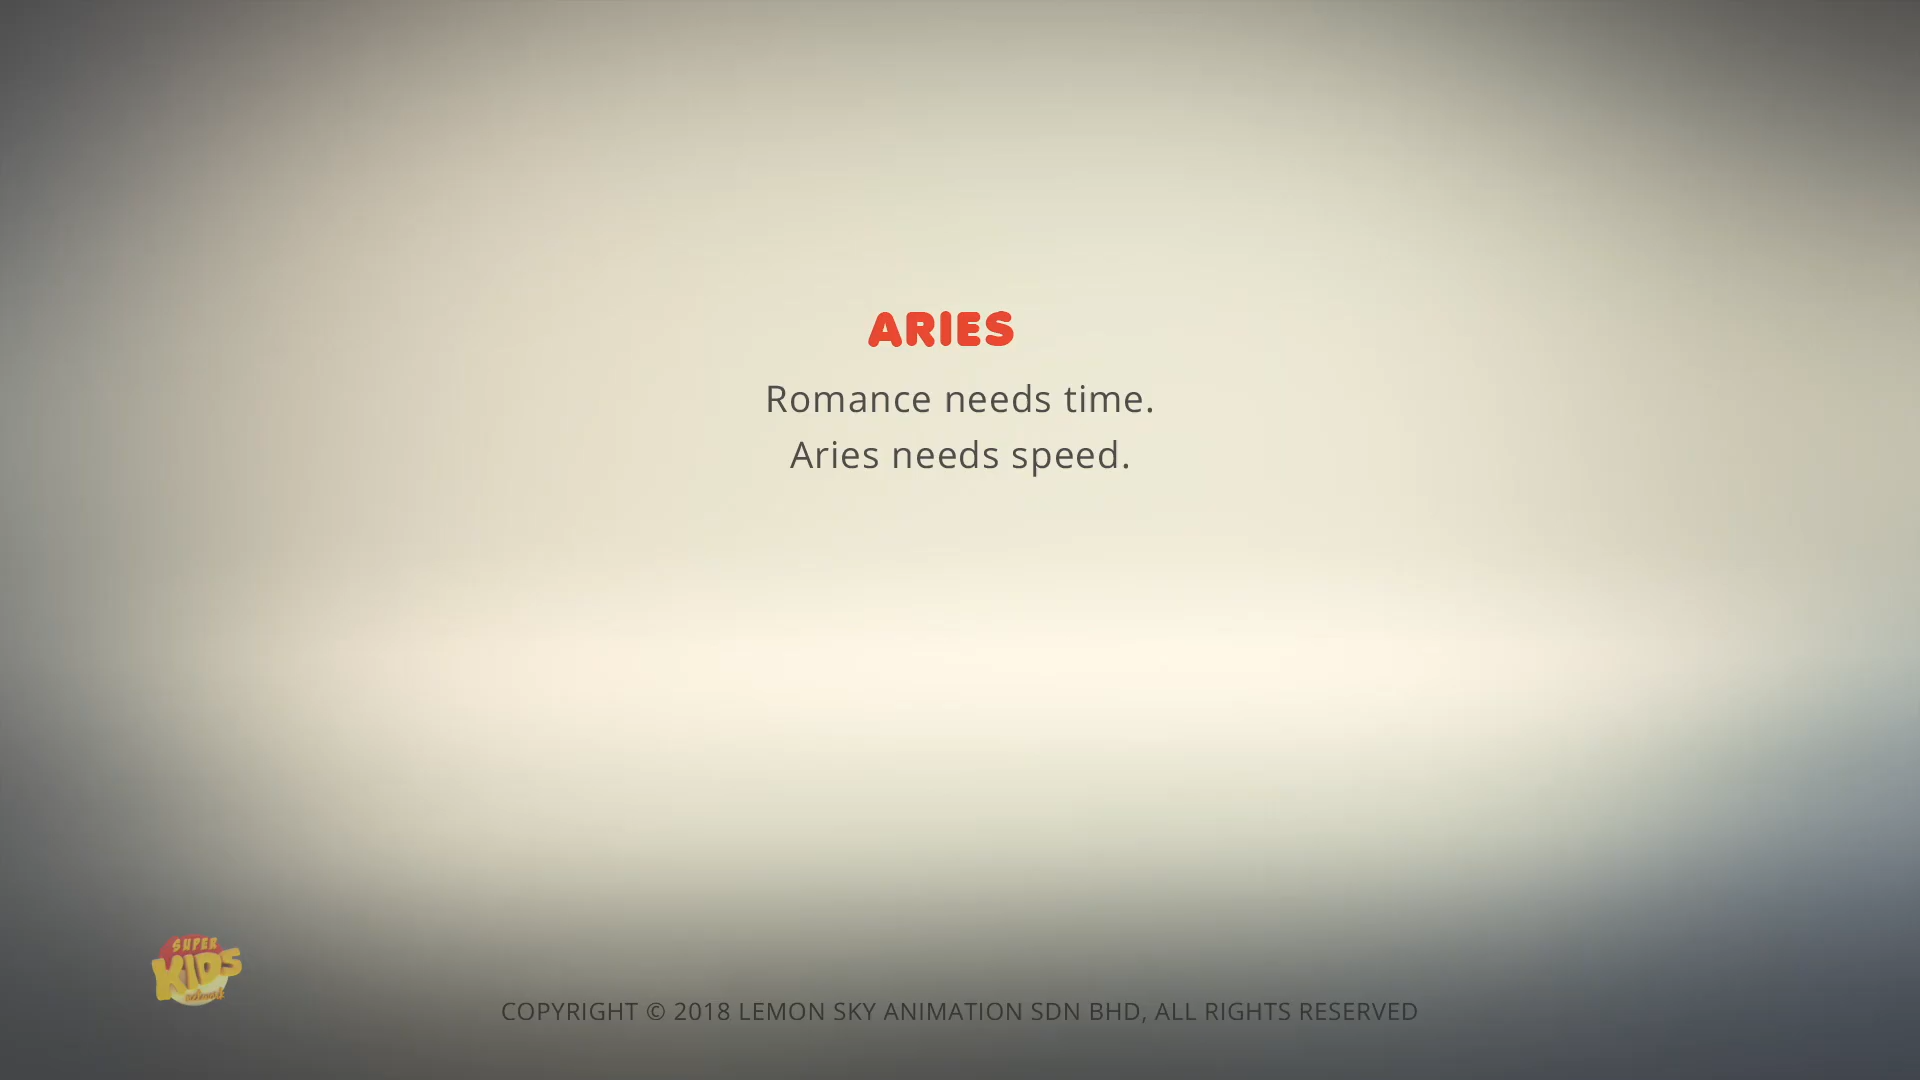 ARIES
Romance needs time.
Aries needs speed.
SUPER
KIDS
network
COPYRIGHT © 2018 LEMON SKY ANIMATION SDN BHD, ALL RIGHTS RESERVED